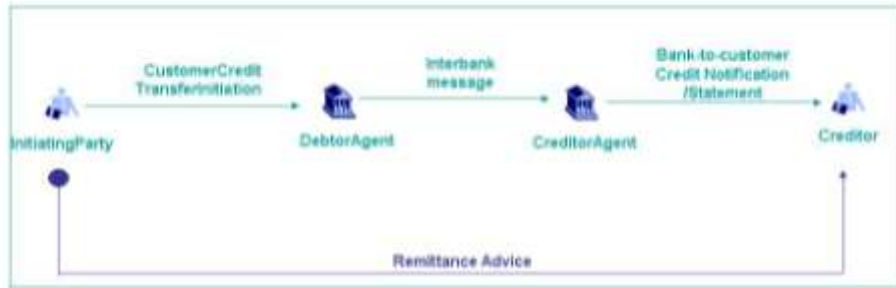 CustomerCredit
TransferInitiation
Interbank
message
Bank-to-customer
Credit Notification
/Statement
InitiatingParty
DebtorAgent
CreditorAgent
Creditor
Remittance Advice